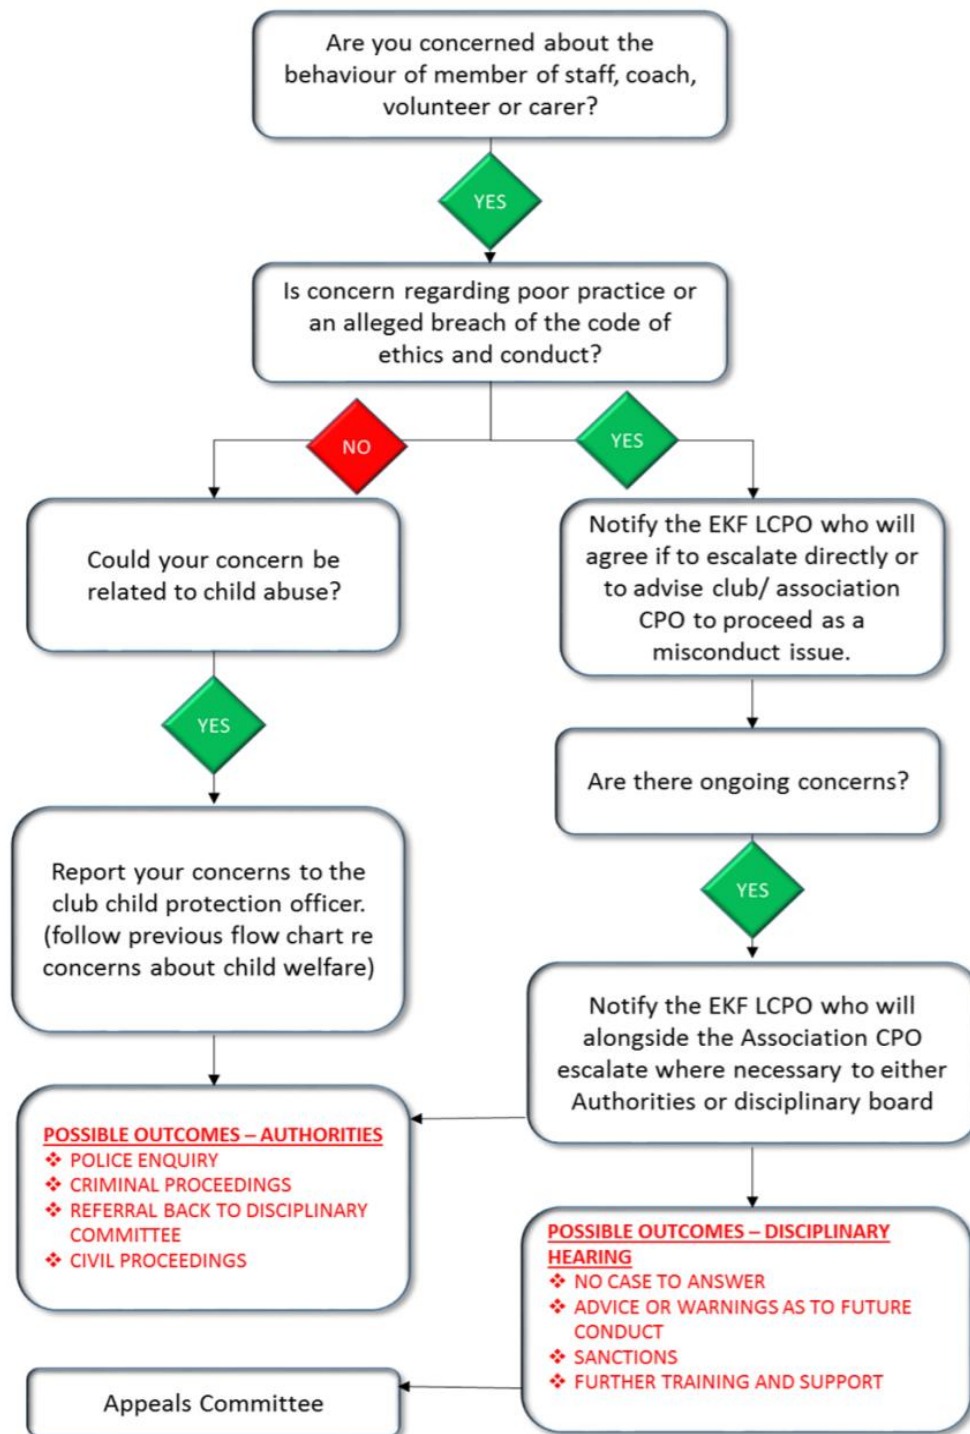 Are you concerned about the
behaviour of member of staff, coach,
volunteer or carer?
YES
Is concern regarding poor practice or
an alleged breach of the code of
ethics and conduct?
NO
YES
Could your concern be
related to child abuse?
Notify the EKF LCPO who will
agree if to escalate directly or
to advise club/ association
CPO to proceed as a
misconduct issue.
YES
Are there ongoing concerns?
Report your concerns to the
club child protection officer.
(follow previous flow chart re
concerns about child welfare)
YES
Notify the EKF LCPO who will
alongside the Association CPO
escalate where necessary to either
Authorities or disciplinary board
POSSIBLE OUTCOMES – AUTHORITIES
❖ POLICE ENQUIRY
❖ CRIMINAL PROCEEDINGS
❖ REFERRAL BACK TO DISCIPLINARY
COMMITTEE
❖ CIVIL PROCEEDINGS
POSSIBLE OUTCOMES – DISCIPLINARY
HEARING
❖ NO CASE TO ANSWER
❖ ADVICE OR WARNINGS AS TO FUTURE
CONDUCT
❖ SANCTIONS
❖ FURTHER TRAINING AND SUPPORT
Appeals Committee